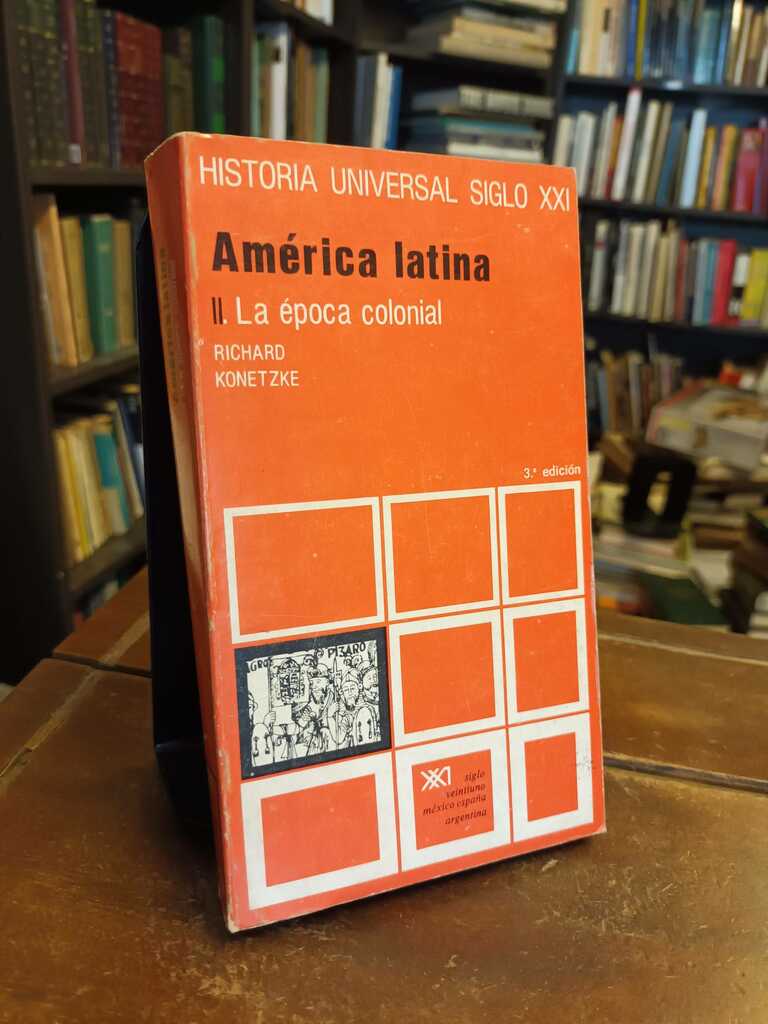 HISTORIA UNIVERSAL SIGLO XXI
América latina
II. La época colonial
RICHARD
KONETZKE
3.ª edición
PIZARO
siglo
veintiuno
méxico españa
argentina